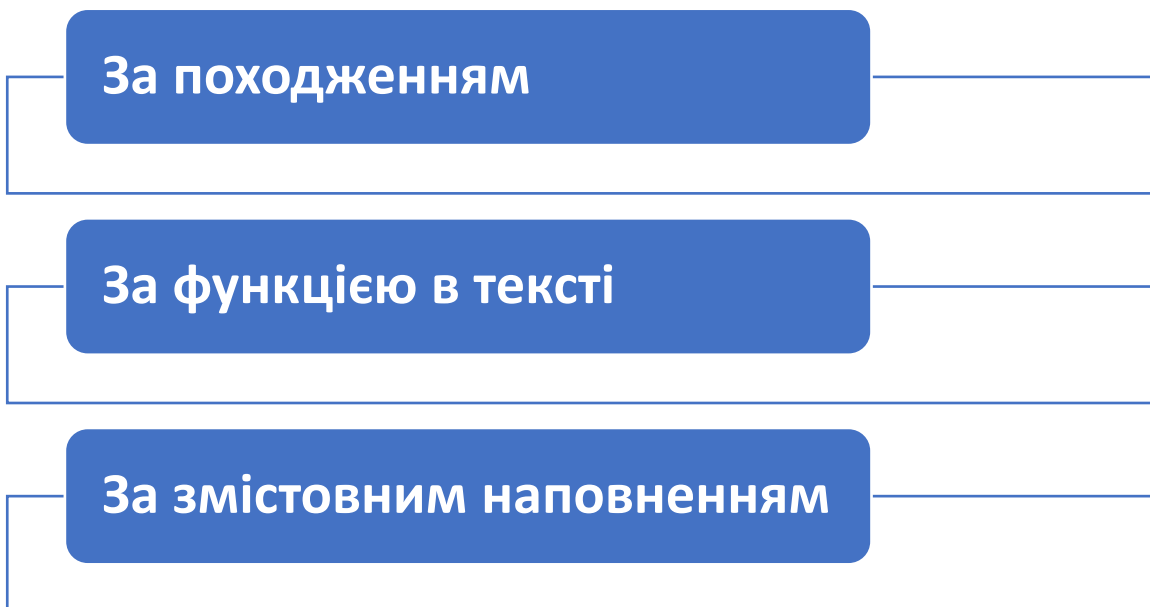 За походженням
За функцією в тексті
За змістовним наповненням